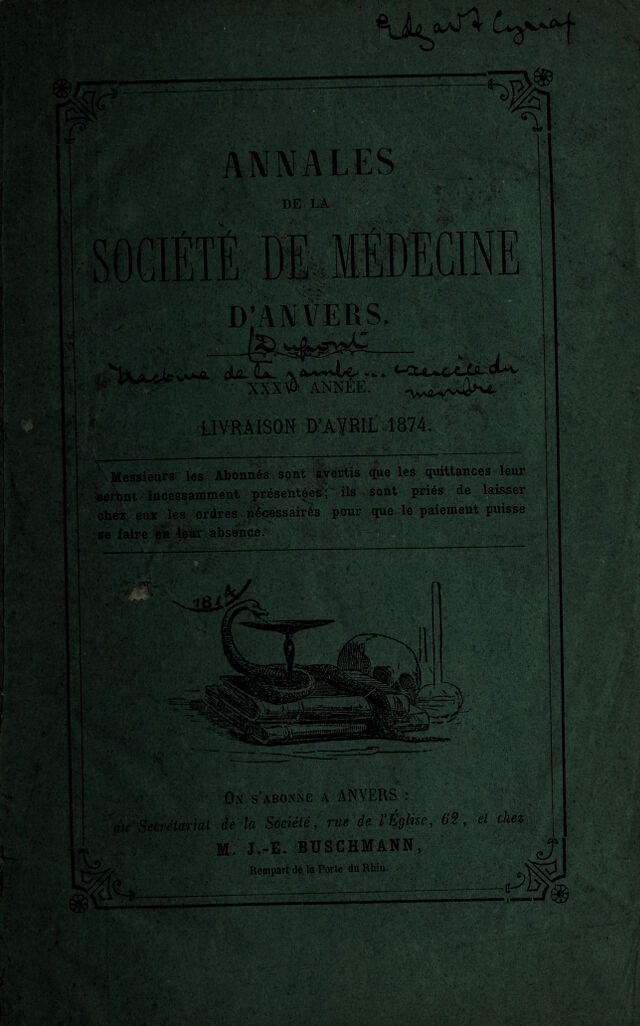 Edgar F. Cyriax
ANNALES
DE LA
SOCIÉTÉ DE MÉDECINE
D'ANVERS.
Dupont
fracture de la jambe... exercice du
membre
XXXV ANNÉE.
LIVRAISON D'AVRIL 1874.
Messieurs les Abonnés sont avertis que les quittances leur
seront incessamment présentées; ils sont priés de laisser
chez eux les ordres nécessaires pour que le paiement puisse
se faire en leur absence.
1814
ON S'ABONNE A ANVERS :
au Secrétariat de la Société, rue de l'Église, 62, et chez
M. J.-E. BUSCHMANN,
Rempart de la Porte du Rhin.